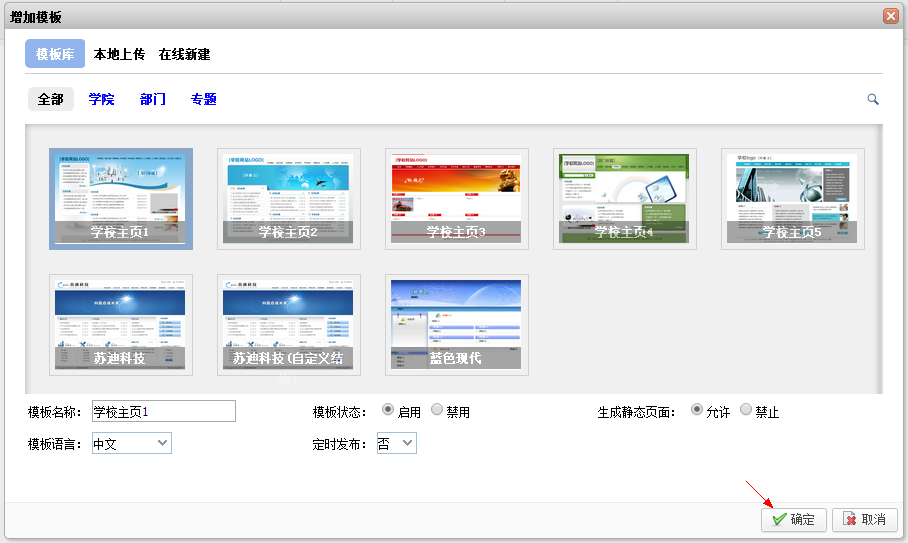 增加模板
模板库 本地上传 在线新建
全部 学院 部门 专题
学校主页1 学校主页2 学校主页3 学校主页4 学校主页5
苏迪科技 苏迪科技(自定义结 蓝色现代
模板名称: 学校主页1 模板状态: 启用 禁用 生成静态页面: 允许 禁止
模板语言: 中文 定时发布: 否
确定 取消